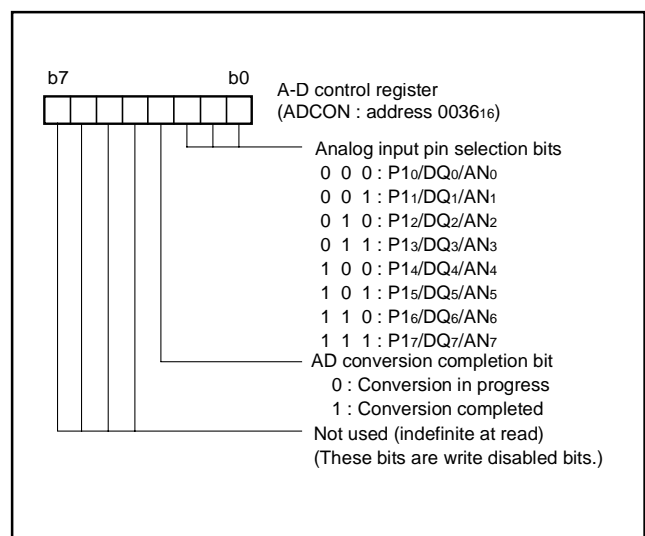 b7 b0
A-D control register
(ADCON : address 0036₁₆)
Analog input pin selection bits
0 0 0 : P1₀/DQ₀/AN₀
0 0 1 : P1₁/DQ₁/AN₁
0 1 0 : P1₂/DQ₂/AN₂
0 1 1 : P1₃/DQ₃/AN₃
1 0 0 : P1₄/DQ₄/AN₄
1 0 1 : P1₅/DQ₅/AN₅
1 1 0 : P1₆/DQ₆/AN₆
1 1 1 : P1₇/DQ₇/AN₇
AD conversion completion bit
0 : Conversion in progress
1 : Conversion completed
Not used (indefinite at read)
(These bits are write disabled bits.)